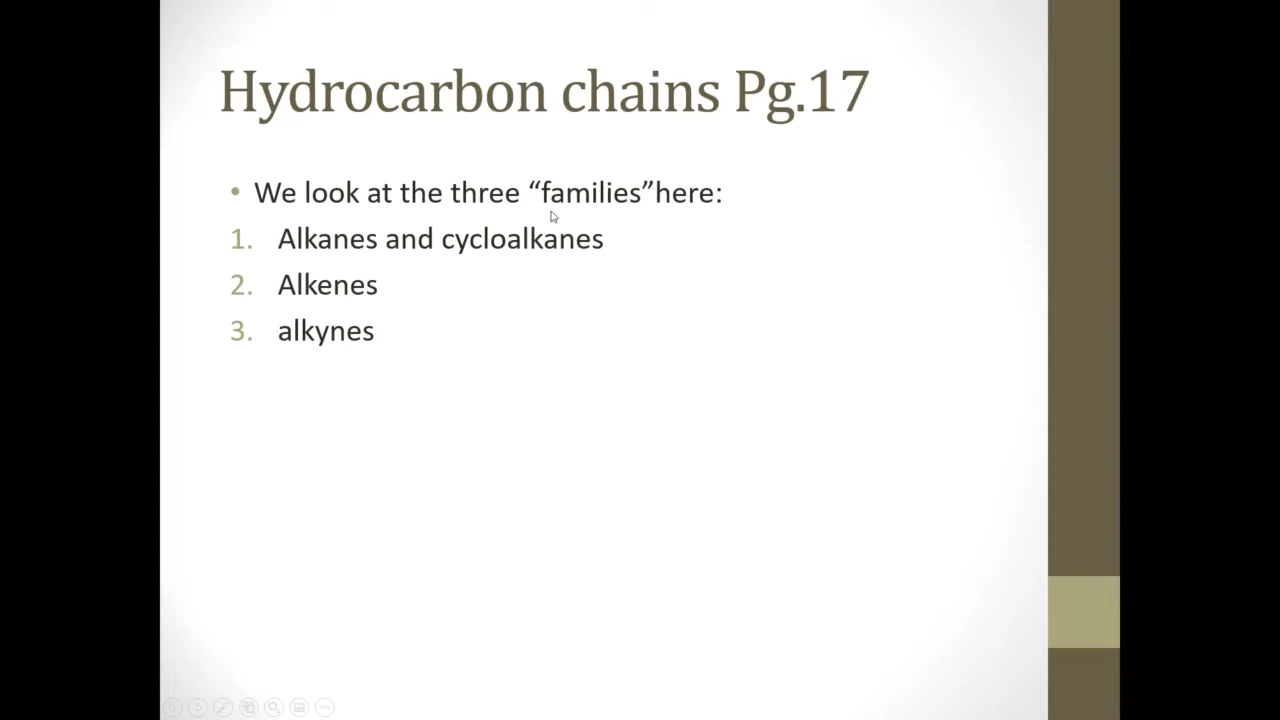 Hydrocarbon chains Pg.17
• We look at the three “families”here:
1. Alkanes and cycloalkanes
2. Alkenes
3. alkynes